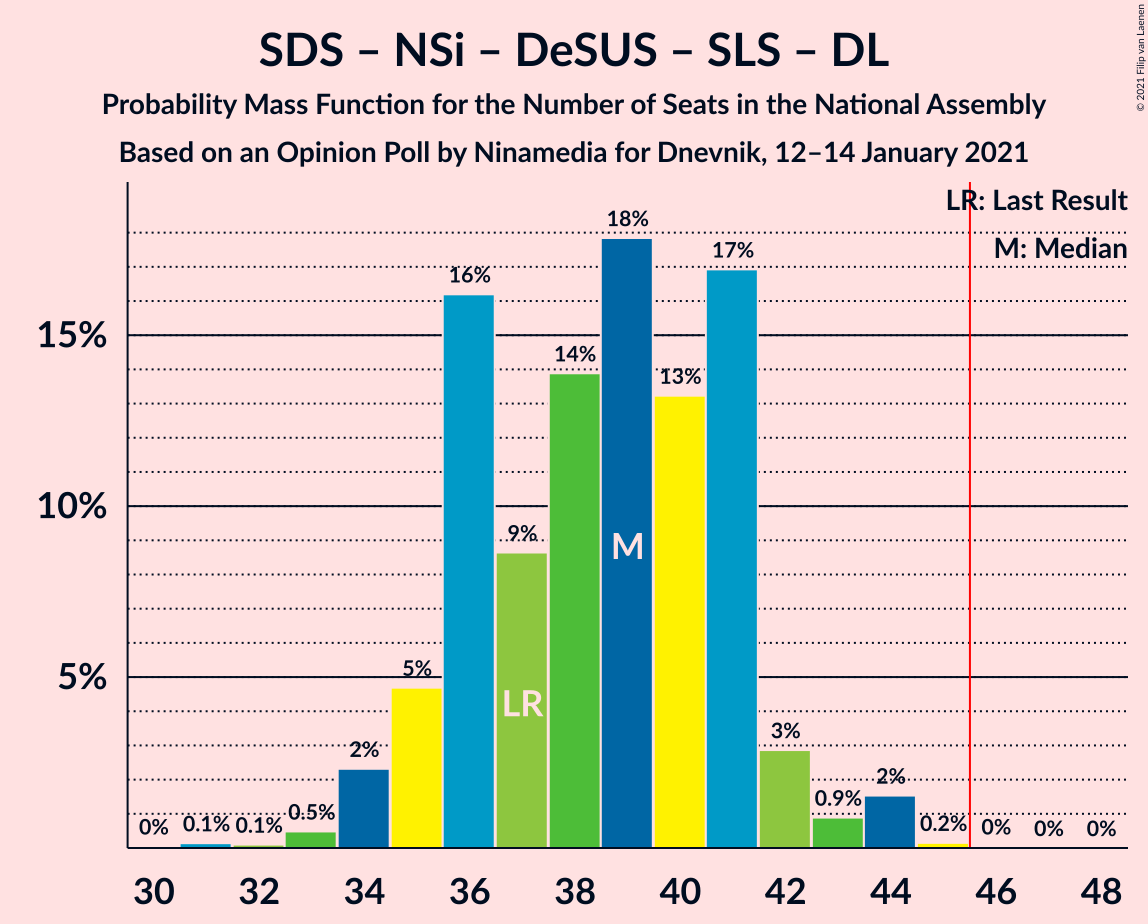 SDS – NSi – DeSUS – SLS – DL
Probability Mass Function for the Number of Seats in the National Assembly
Based on an Opinion Poll by Ninamedia for Dnevnik, 12–14 January 2021
© 2021 Filip van Laenen
LR: Last Result
M: Median
15%
10%
5%
0%
0.1%
0.1%
0.5%
2%
5%
16%
9%
14%
18%
13%
17%
3%
0.9%
2%
0.2%
0%
0%
0%
LR
M
30 32 34 36 38 40 42 44 46 48